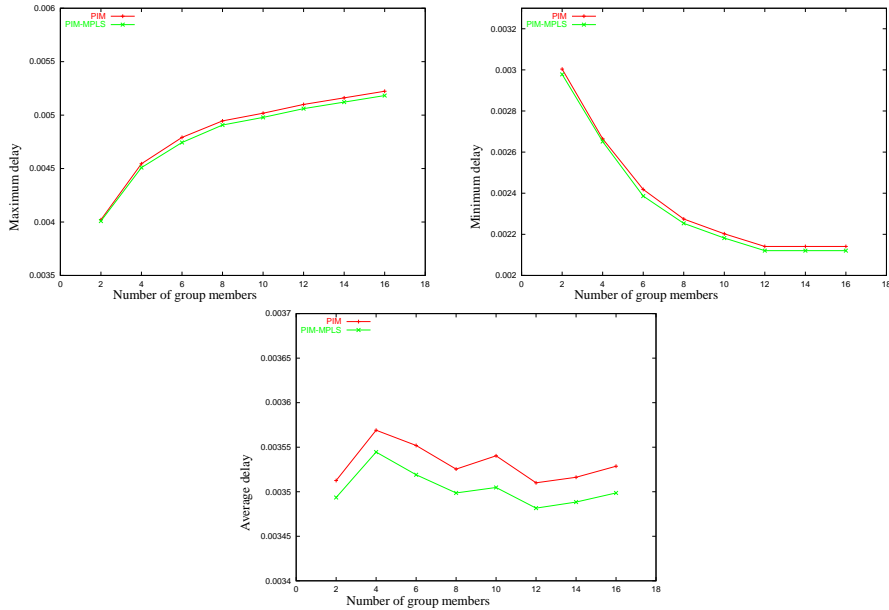 0.006
PIM
PIM-MPLS
0.0055
0.005
0.0045
0.004
0.0035
Maximum delay
0 2 4 6 8 10 12 14 16 18
Number of group members
0.0033
PIM
PIM-MPLS
0.003
0.0028
0.0026
0.0024
0.0022
0.002
Minimum delay
0 2 4 6 8 10 12 14 16 18
Number of group members
0.0037
PIM
PIM-MPLS
0.00365
0.0036
0.00355
0.0035
0.00345
0.0034
Average delay
0 2 4 6 8 10 12 14 16 18
Number of group members